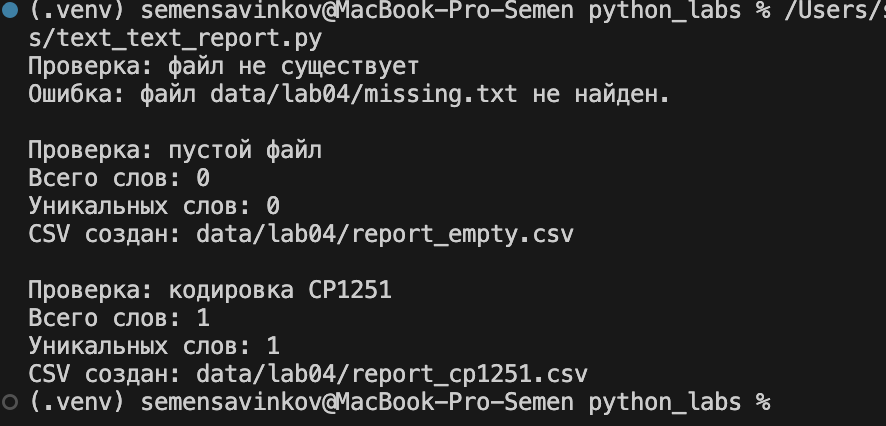 (.venv) semensavinkov@MacBook-Pro-Semen python_labs % /Users/s
s/text_text_report.py
Проверка: файл не существует
Ошибка: файл data/lab04/missing.txt не найден.
Проверка: пустой файл
Всего слов: 0
Уникальных слов: 0
CSV создан: data/lab04/report_empty.csv
Проверка: кодировка CP1251
Всего слов: 1
Уникальных слов: 1
CSV создан: data/lab04/report_cp1251.csv
(.venv) semensavinkov@MacBook-Pro-Semen python_labs %